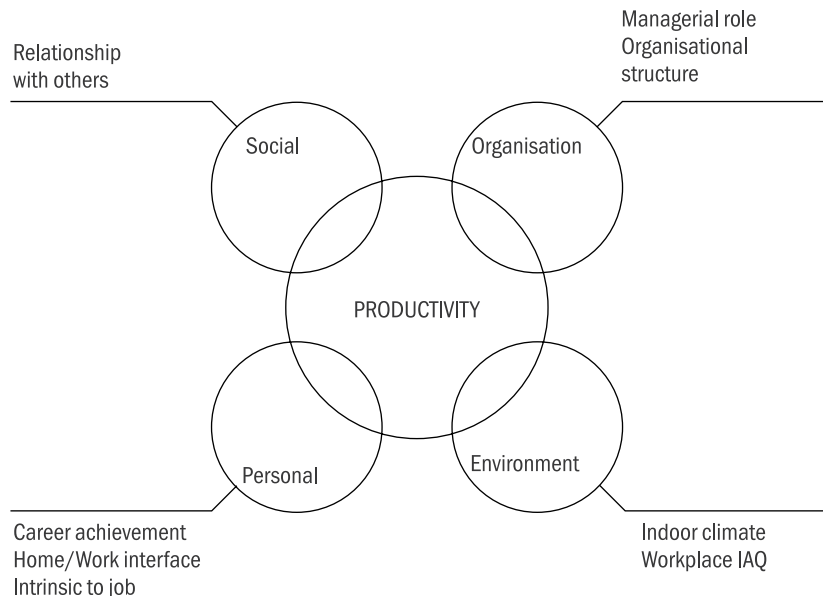 Relationship
with others
Managerial role
Organisational
structure
Social
Organisation
PRODUCTIVITY
Personal
Environment
Career achievement
Home/Work interface
Intrinsic to job
Indoor climate
Workplace IAQ